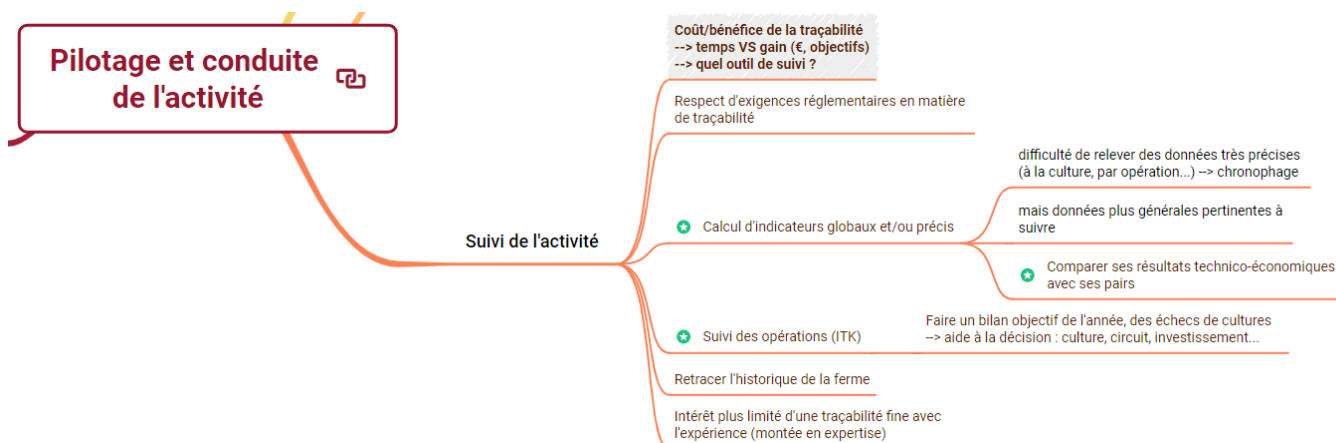 Pilotage et conduite
de l'activité
Suivi de l'activité
Coût/bénéfice de la traçabilité
--> temps VS gain (€, objectifs)
--> quel outil de suivi ?
Respect d'exigences réglementaires en matière
de traçabilité
Calcul d'indicateurs globaux et/ou précis
difficulté de relever des données très précises
(à la culture, par opération...) --> chronophage
mais données plus générales pertinentes à
suivre
Comparer ses résultats technico-économiques
avec ses pairs
Suivi des opérations (ITK)
Faire un bilan objectif de l'année, des échecs de cultures
--> aide à la décision : culture, circuit, investissement...
Retracer l'historique de la ferme
Intérêt plus limité d'une traçabilité fine avec
l'expérience (montée en expertise)